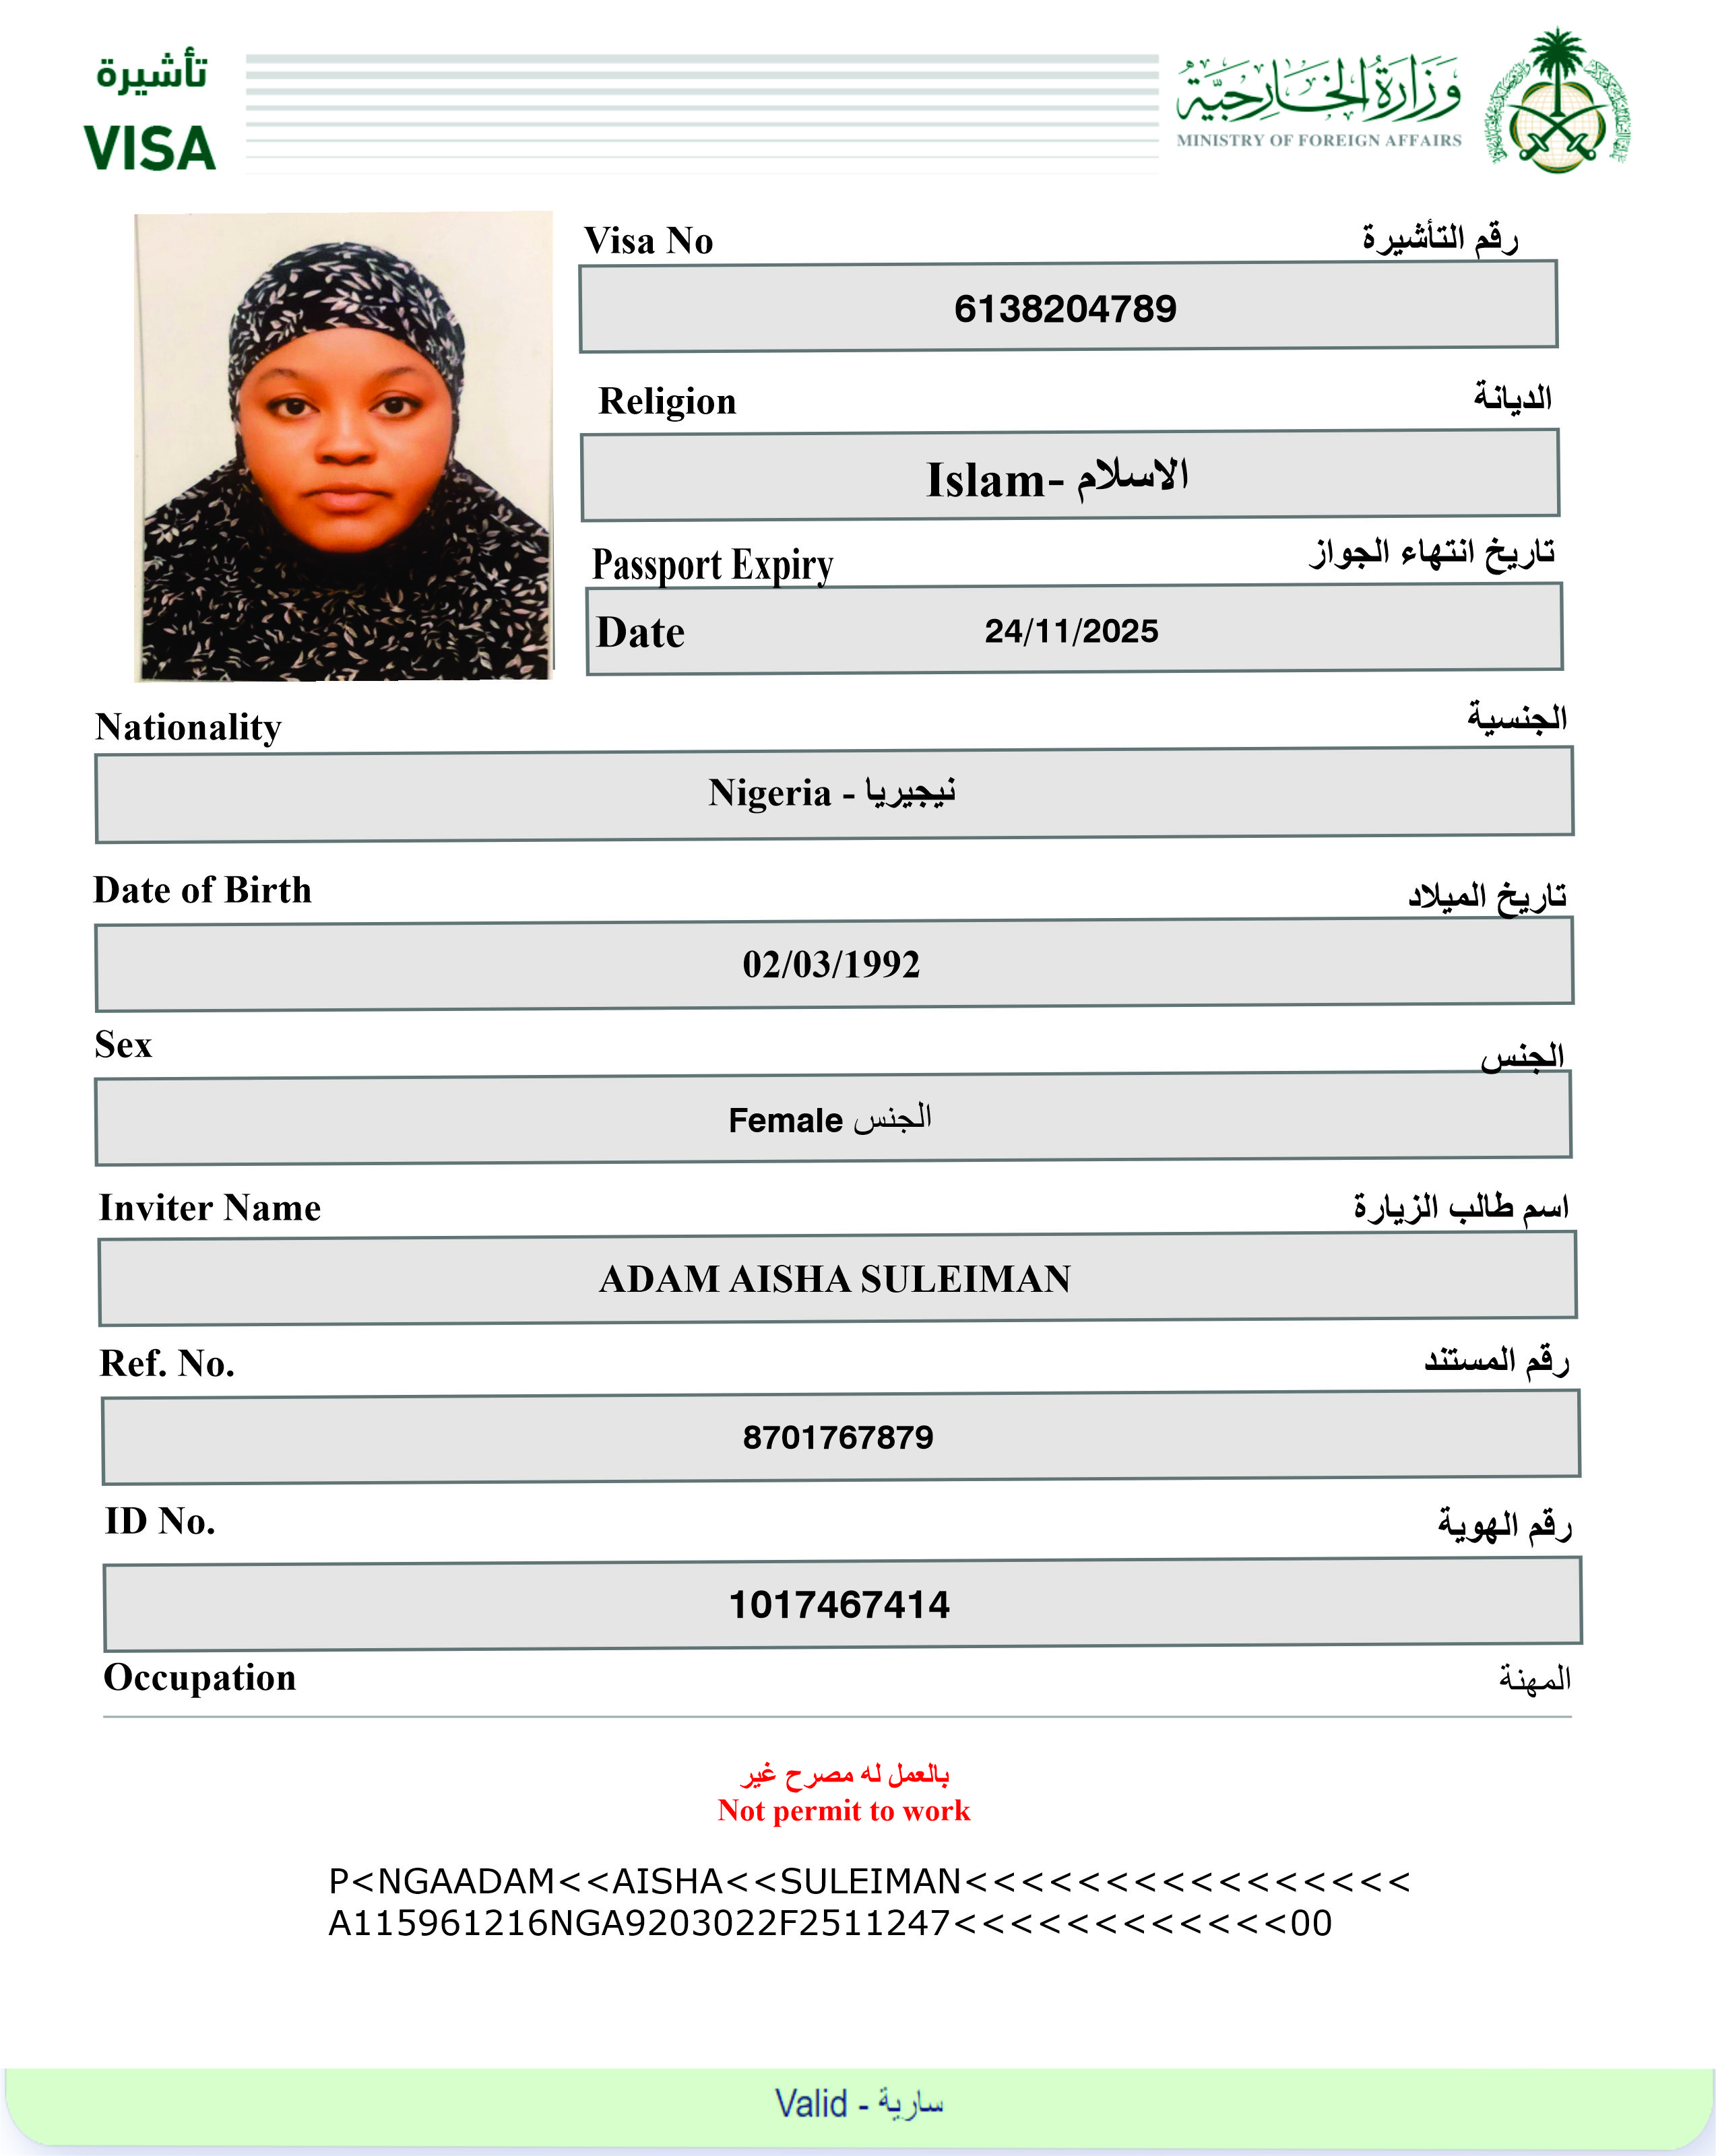 تأشيرة
VISA
وزارة الخارجية
MINISTRY OF FOREIGN AFFAIRS
Visa No رقم التأشيرة
6138204789
Religion الديانة
Islam- الاسلام
Passport Expiry تاريخ انتهاء الجواز
Date 24/11/2025
Nationality الجنسية
Nigeria - نيجيريا
Date of Birth تاريخ الميلاد
02/03/1992
Sex الجنس
Female الجنس
Inviter Name اسم طالب الزيارة
ADAM AISHA SULEIMAN
Ref. No. رقم المستند
8701767879
ID No. رقم الهوية
1017467414
Occupation المهنة
بالعمل له مصرح غير
Not permit to work
P<NGAADAM<<AISHA<<SULEIMAN<<<<<<<<<<<<<<<<
A115961216NGA9203022F2511247<<<<<<<<<<<<00
Valid - سارية